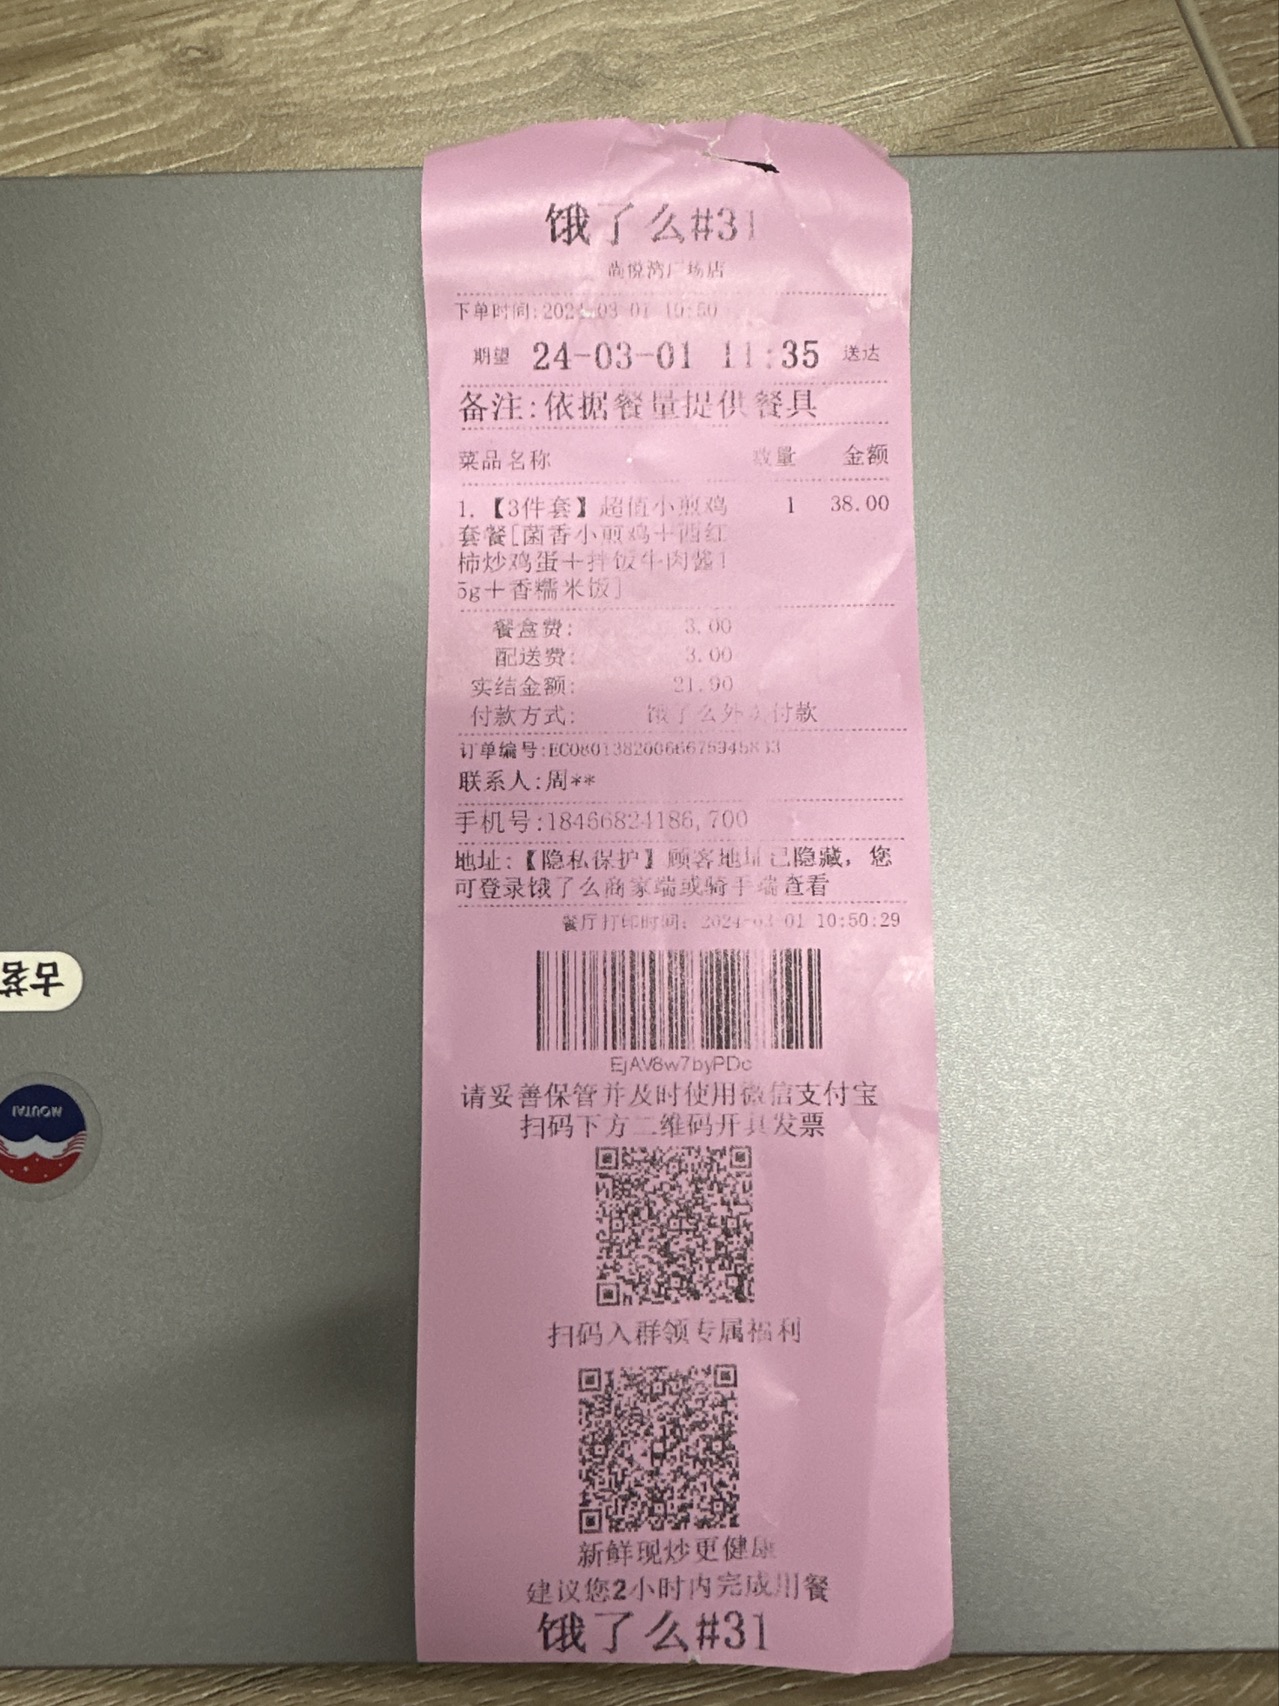 饿了么#31
尚悦湾广场店
下单时间:2024-03-01 10:50
期望 24-03-01 11:35 送达
备注:依据餐量提供餐具
菜品名称 数量 金额
1.【3件套】超值小煎鸡 1 38.00
套餐[菌香小煎鸡+西红
柿炒鸡蛋+拌饭牛肉酱1
5g+香糯米饭]
餐盒费: 3.00
配送费: 3.00
实结金额: 21.90
付款方式: 饿了么外卖付款
订单编号:
联系人:周**
手机号:18466824186,700
地址:【隐私保护】顾客地址已隐藏，您
可登录饿了么商家端或骑手端查看
餐厅打印时间: 2024-03-01 10:50:29
EjAV8w7byPDc
请妥善保管并及时使用微信支付宝
扫码下方二维码开具发票
扫码入群领专属福利
新鲜现炒更健康
建议您2小时内完成用餐
饿了么#31
古茗
MOUTAI